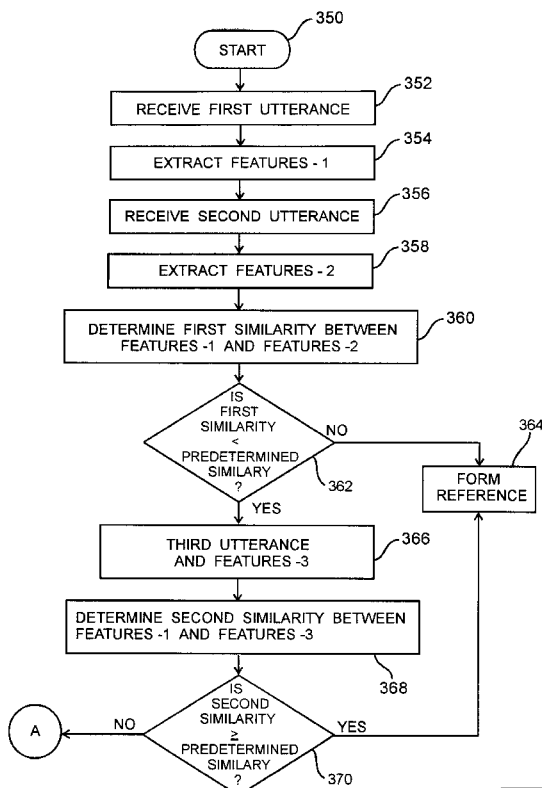 350
START
352
RECEIVE FIRST UTTERANCE
354
EXTRACT FEATURES - 1
356
RECEIVE SECOND UTTERANCE
358
EXTRACT FEATURES - 2
360
DETERMINE FIRST SIMILARITY BETWEEN
FEATURES -1 AND FEATURES -2
IS
FIRST
SIMILARITY
<
PREDETERMINED
SIMILARY
?
NO
362
YES
364
FORM
REFERENCE
366
THIRD UTTERANCE
AND FEATURES -3
DETERMINE SECOND SIMILARITY BETWEEN
FEATURES -1 AND FEATURES -3
368
IS
SECOND
SIMILARITY
≥
PREDETERMINED
SIMILARY
?
NO
YES
370
A